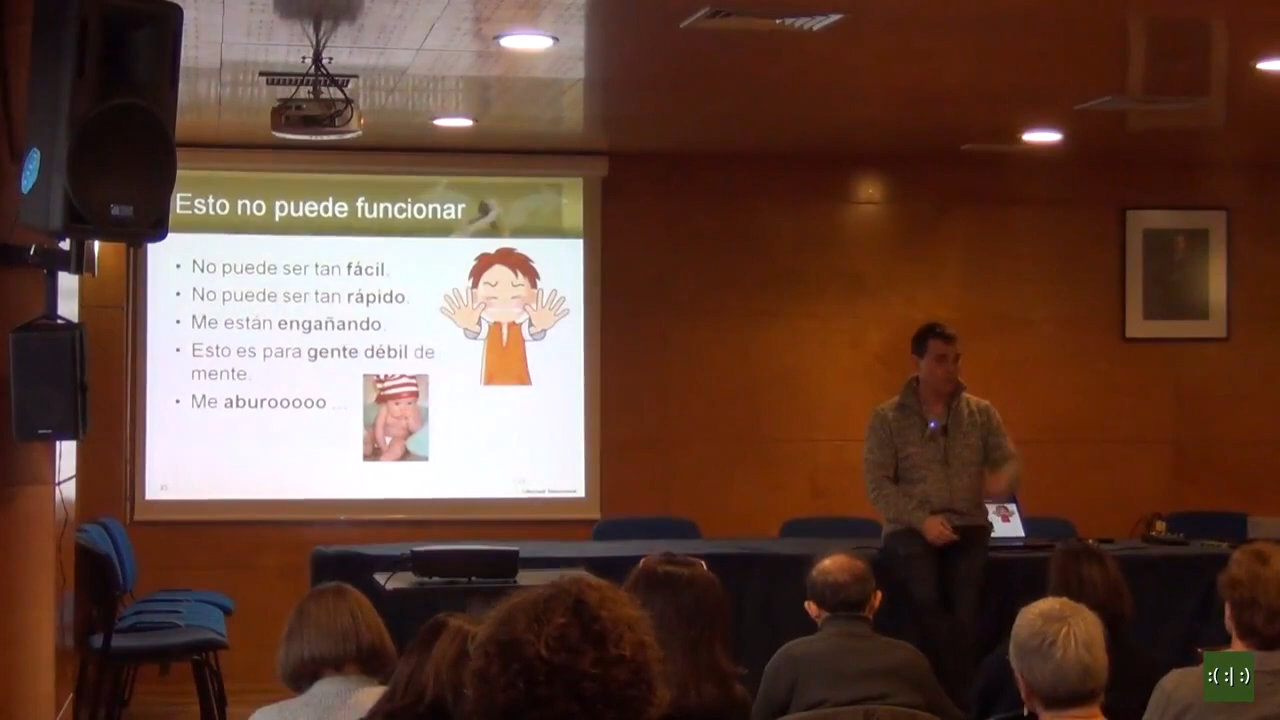 Esto no puede funcionar
• No puede ser tan fácil.
• No puede ser tan rápido.
• Me están engañando.
• Esto es para gente débil de
mente.
• Me aburooooo ...
:( :| :)